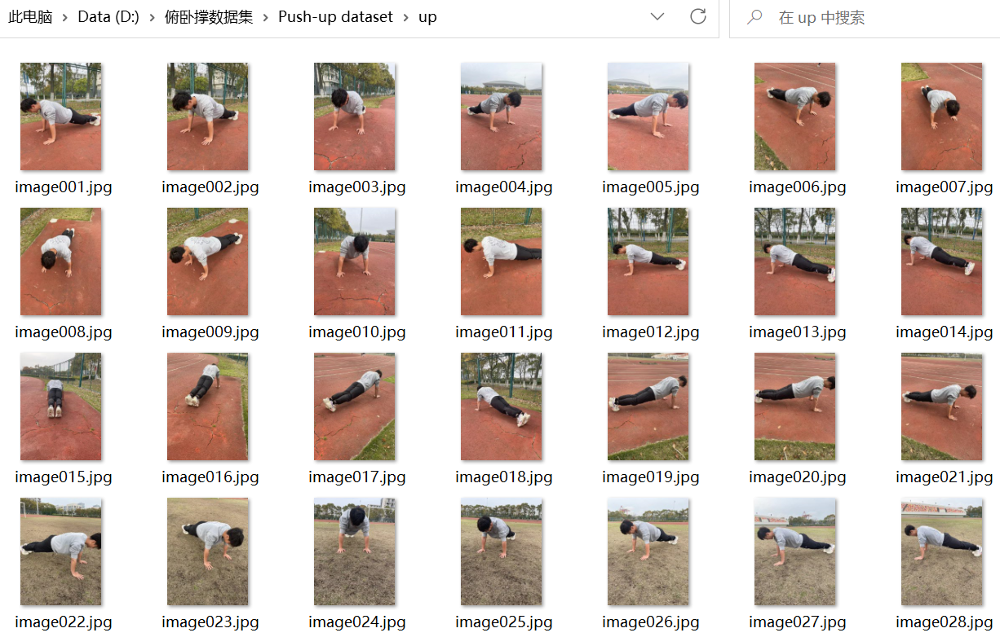 此电脑 > Data (D:) > 俯卧撑数据集 > Push-up dataset > up
在 up 中搜索
image001.jpg image002.jpg image003.jpg image004.jpg image005.jpg image006.jpg image007.jpg
image008.jpg image009.jpg image010.jpg image011.jpg image012.jpg image013.jpg image014.jpg
image015.jpg image016.jpg image017.jpg image018.jpg image019.jpg image020.jpg image021.jpg
image022.jpg image023.jpg image024.jpg image025.jpg image026.jpg image027.jpg image028.jpg